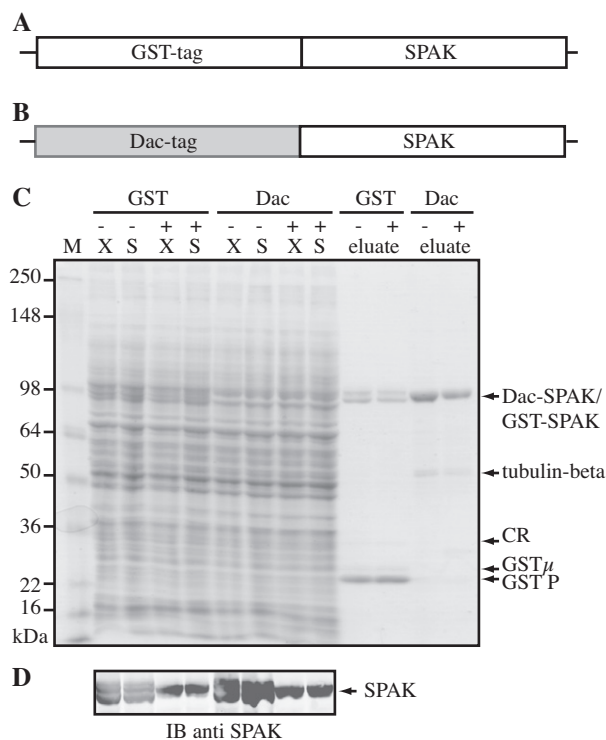 A
GST-tag SPAK
B
Dac-tag SPAK
C
GST Dac GST Dac
- - + + - - + + - + - +
M X S X S X S X S eluate eluate
250
148
98
Dac-SPAK/
GST-SPAK
64
50
tubulin-beta
36
CR
GSTμ
22
GST P
16
kDa
D
SPAK
IB anti SPAK